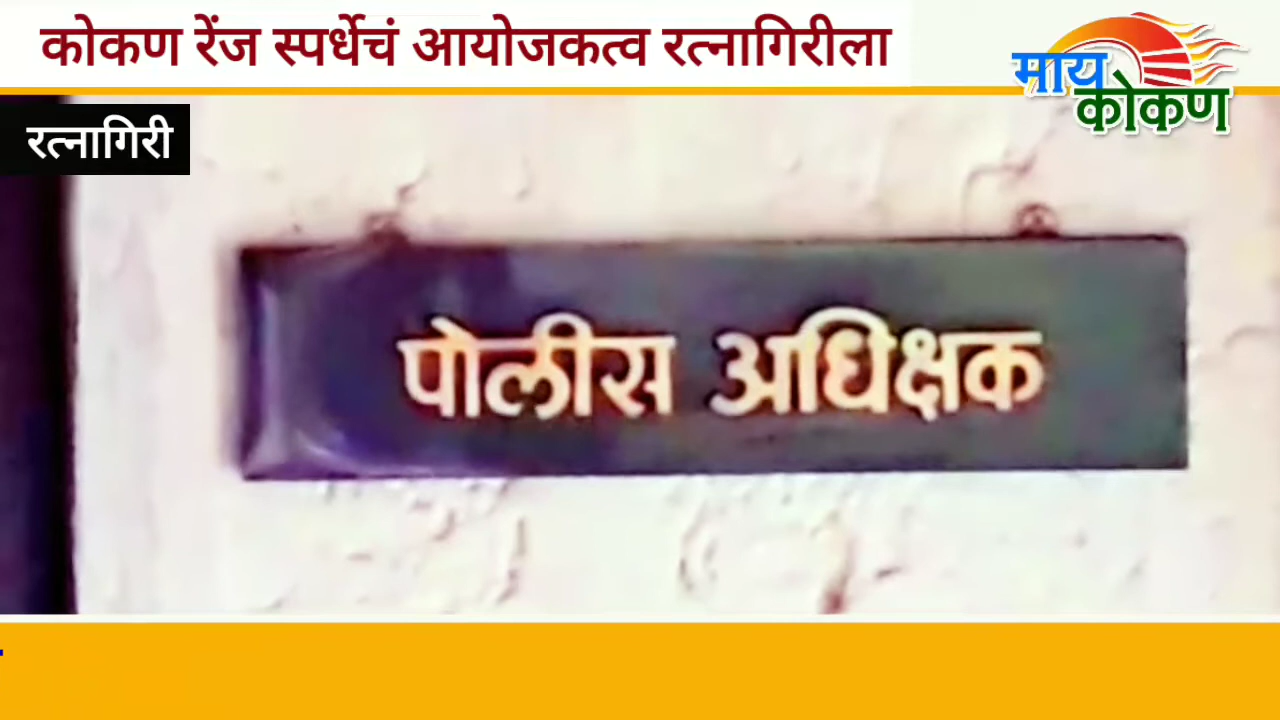 कोकण रेंज स्पर्धेचं आयोजकत्व रत्नागिरीला
माय
कोकण
रत्नागिरी
पोलीस अधिक्षक